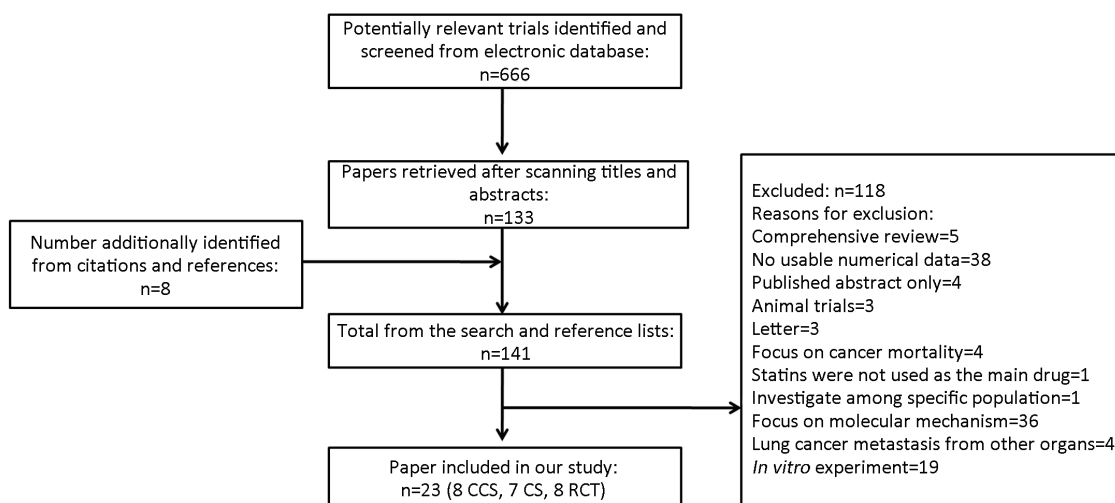 Potentially relevant trials identified and
screened from electronic database:
n=666
Papers retrieved after scanning titles and
abstracts:
n=133
Number additionally identified
from citations and references:
n=8
Total from the search and reference lists:
n=141
Excluded: n=118
Reasons for exclusion:
Comprehensive review=5
No usable numerical data=38
Published abstract only=4
Animal trials=3
Letter=3
Focus on cancer mortality=4
Statins were not used as the main drug=1
Investigate among specific population=1
Focus on molecular mechanism=36
Lung cancer metastasis from other organs=4
In vitro experiment=19
Paper included in our study:
n=23 (8 CCS, 7 CS, 8 RCT)